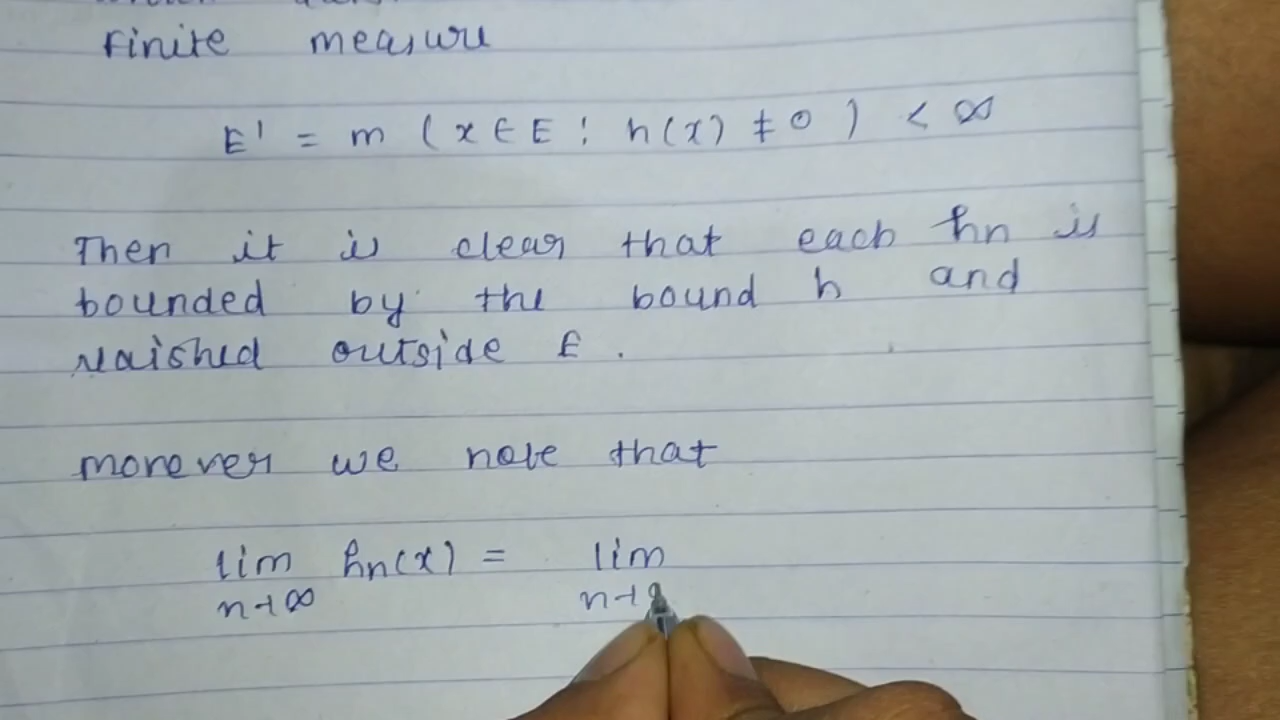 finite measure
E' = m ( x ∈ E : h(x) ≠ 0 ) < ∞
Then it is clear that each hn is
bounded by the bound h and
vaished outside E .
morever we note that
lim hn(x) = lim
n→∞ n→